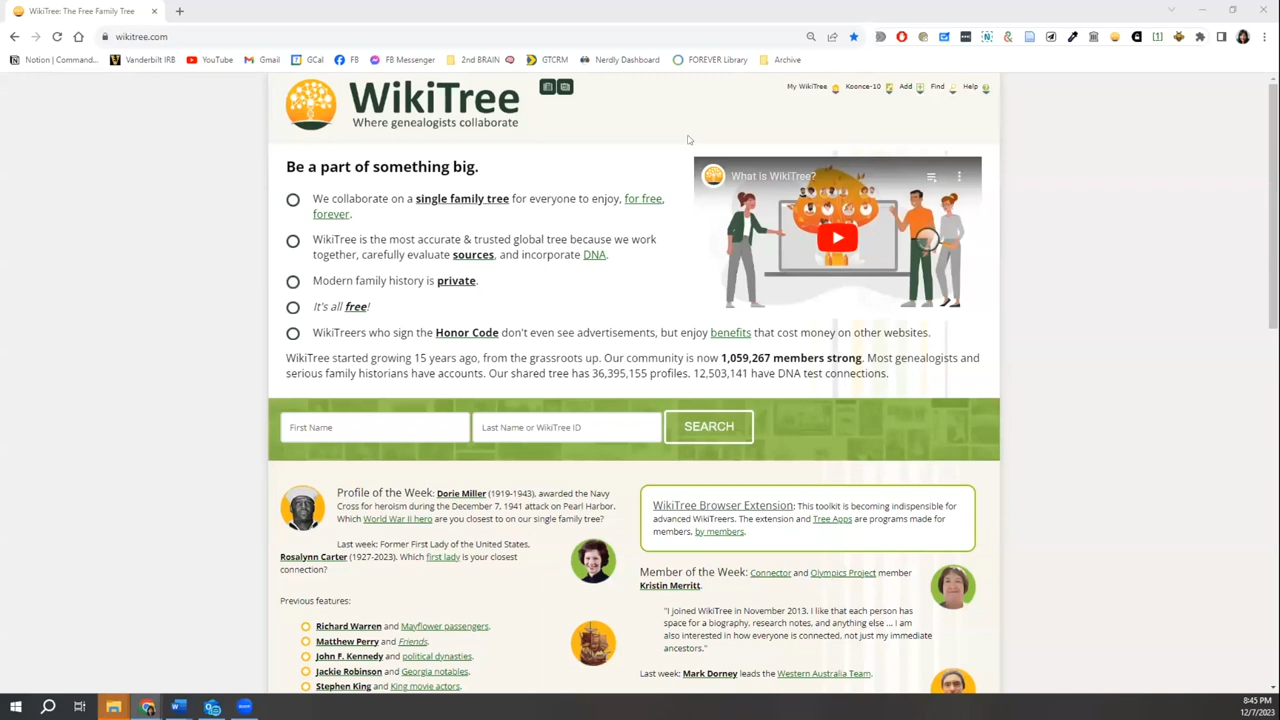 WikiTree: The Free Family Tree
wikitree.com
Notion | Command... Vanderbilt IRB YouTube Gmail GCal FB FB Messenger 2nd BRAIN GTCRM Nerdly Dashboard FOREVER Library Archive
WikiTree
Where genealogists collaborate
My WikiTree Koonce-10 Add Find Help
Be a part of something big.
We collaborate on a single family tree for everyone to enjoy, for free,
forever.
WikiTree is the most accurate & trusted global tree because we work
together, carefully evaluate sources, and incorporate DNA.
Modern family history is private.
It's all free!
WikiTreers who sign the Honor Code don't even see advertisements, but enjoy benefits that cost money on other websites.
What is WikiTree?
WikiTree started growing 15 years ago, from the grassroots up. Our community is now 1,059,267 members strong. Most genealogists and
serious family historians have accounts. Our shared tree has 36,395,155 profiles. 12,503,141 have DNA test connections.
First Name Last Name or WikiTree ID SEARCH
Profile of the Week: Dorie Miller (1919-1943), awarded the Navy
Cross for heroism during the December 7, 1941 attack on Pearl Harbor.
Which World War II hero are you closest to on our single family tree?
Last week: Former First Lady of the United States,
Rosalynn Carter (1927-2023). Which first lady is your closest
connection?
Previous features:
Richard Warren and Mayflower passengers.
Matthew Perry and Friends.
John F. Kennedy and political dynasties.
Jackie Robinson and Georgia notables.
Stephen King and King movie actors.
WikiTree Browser Extension: This toolkit is becoming indispensible for
advanced WikiTreers. The extension and Tree Apps are programs made for
members, by members.
Member of the Week: Connector and Olympics Project member
Kristin Merritt.
"I joined WikiTree in November 2013. I like that each person has
space for a biography, research notes, and anything else ... I am
also interested in how everyone is connected, not just my immediate
ancestors."
Last week: Mark Dorney leads the Western Australia Team.
8:45 PM
12/7/2023